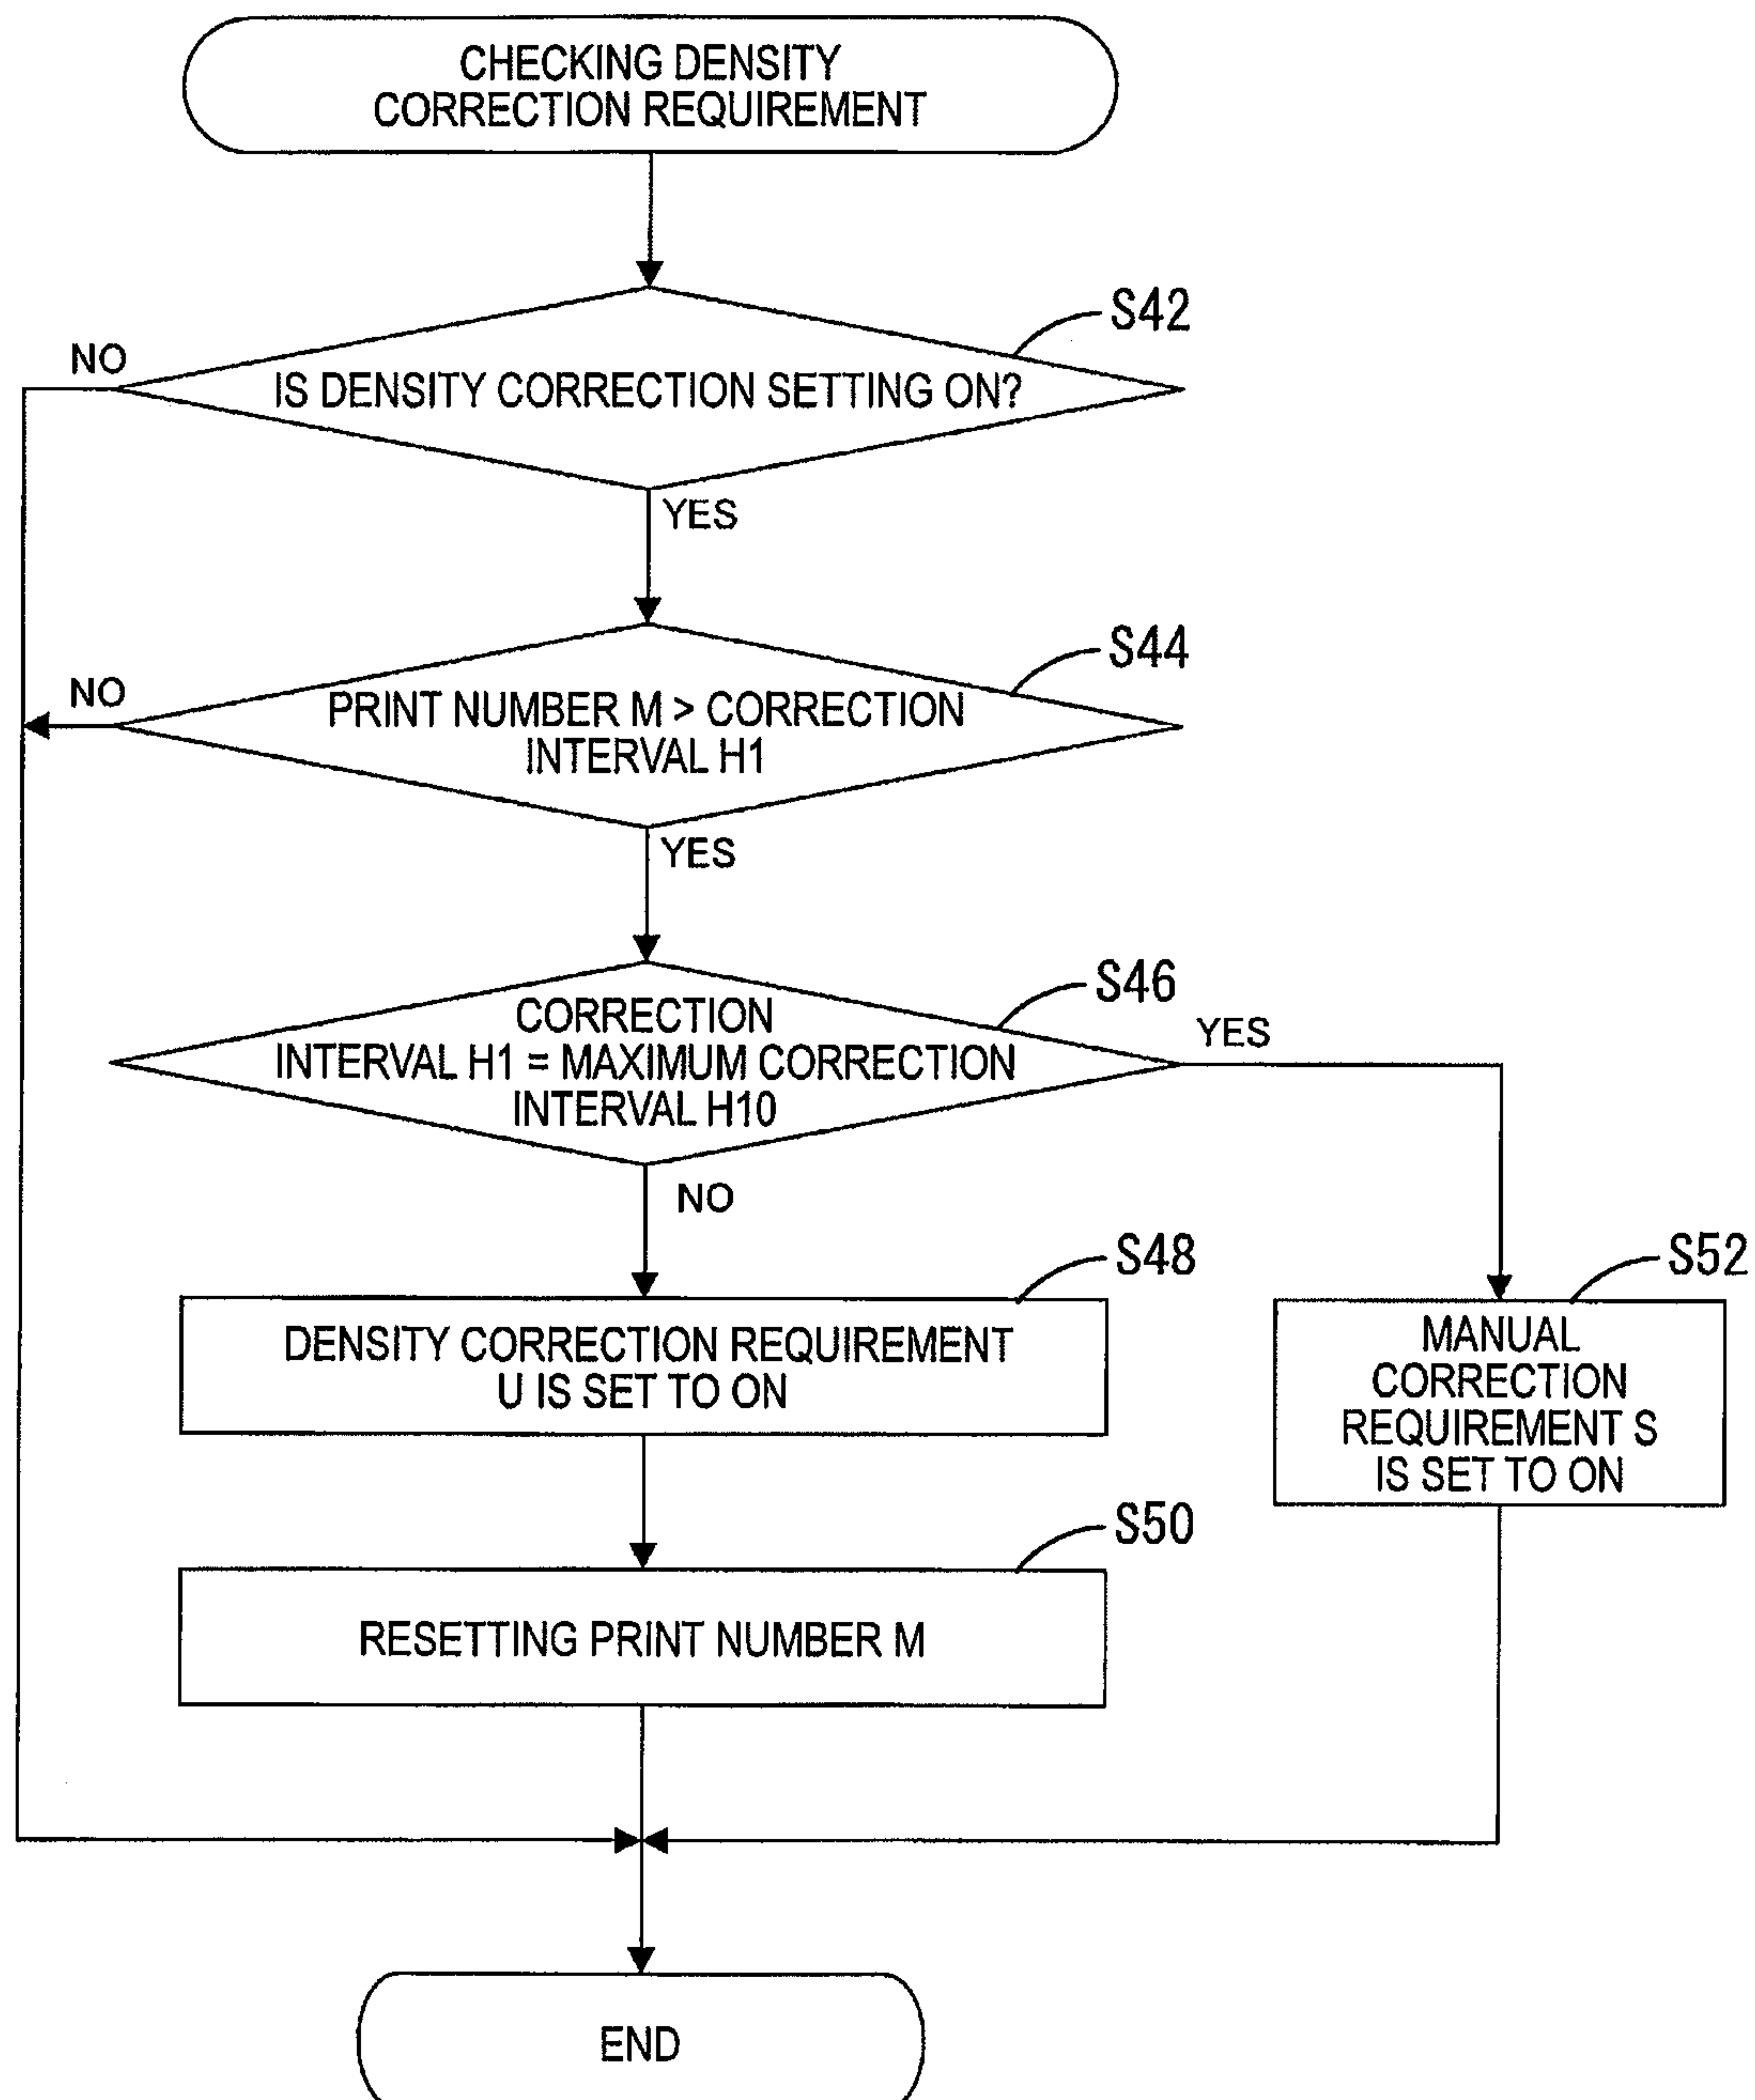 CHECKING DENSITY
CORRECTION REQUIREMENT
S42
NO
IS DENSITY CORRECTION SETTING ON?
YES
S44
NO
PRINT NUMBER M > CORRECTION
INTERVAL H1
YES
S46
CORRECTION
INTERVAL H1 = MAXIMUM CORRECTION
INTERVAL H10
YES
NO
S48
DENSITY CORRECTION REQUIREMENT
U IS SET TO ON
S52
MANUAL
CORRECTION
REQUIREMENT S
IS SET TO ON
S50
RESETTING PRINT NUMBER M
END